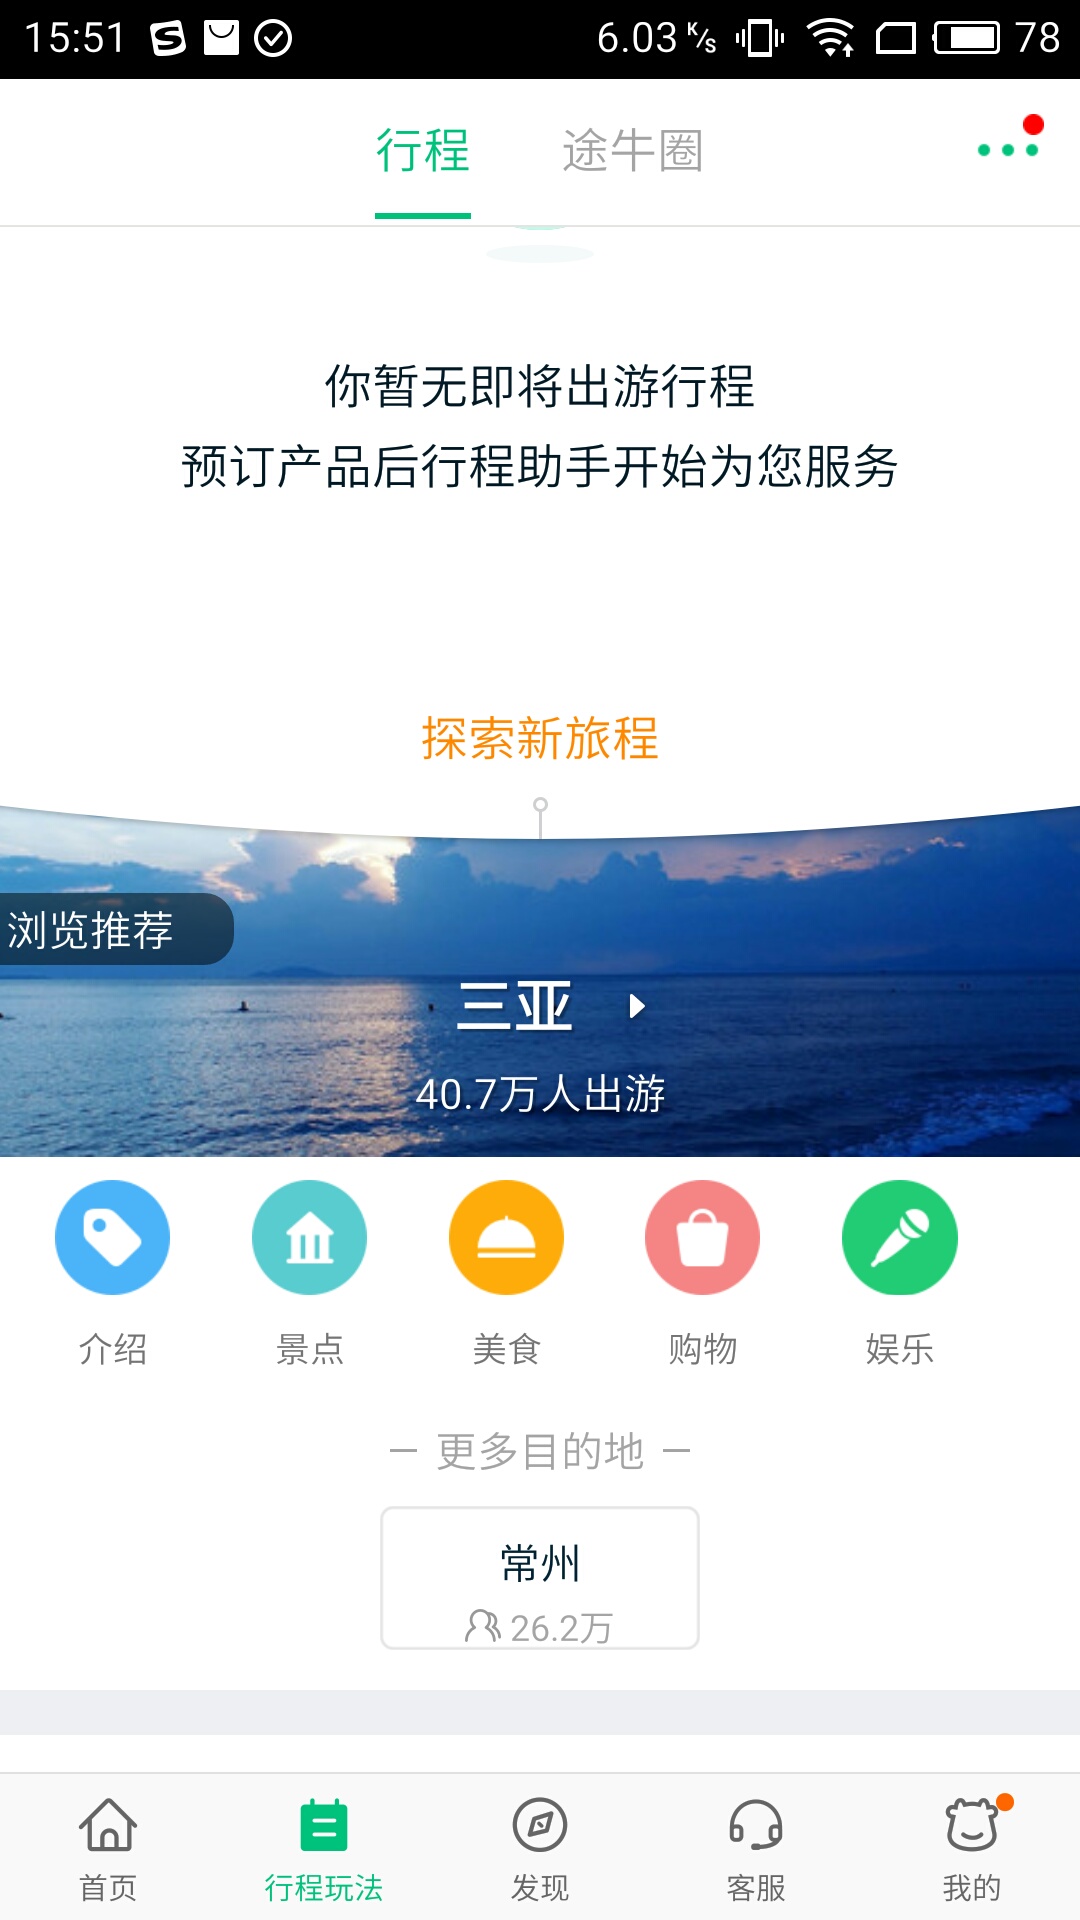 15:51 6.03 K/s 78
行程 途牛圈
你暂无即将出游行程
预订产品后行程助手开始为您服务
探索新旅程
浏览推荐
三亚
40.7万人出游
介绍 景点 美食 购物 娱乐
更多目的地
常州
26.2万
首页 行程玩法 发现 客服 我的